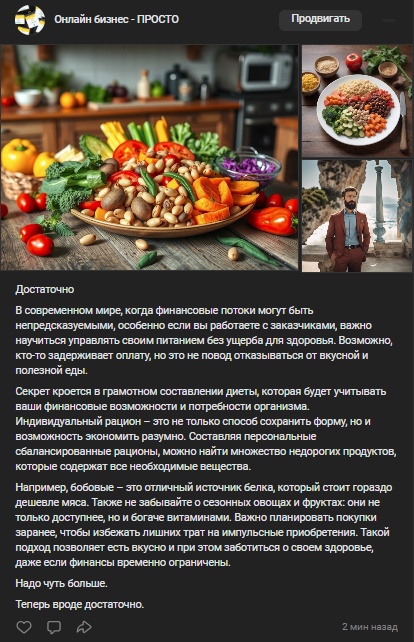 Онлайн бизнес - ПРОСТО
Продвигать
Достаточно
В современном мире, когда финансовые потоки могут быть
непредсказуемыми, особенно если вы работаете с заказчиками, важно
научиться управлять своим питанием без ущерба для здоровья. Возможно,
кто-то задерживает оплату, но это не повод отказываться от вкусной и
полезной еды.
Секрет кроется в грамотном составлении диеты, которая будет учитывать
ваши финансовые возможности и потребности организма.
Индивидуальный рацион – это не только способ сохранить форму, но и
возможность экономить разумно. Составляя персональные
сбалансированные рационы, можно найти множество недорогих продуктов,
которые содержат все необходимые вещества.
Например, бобовые – это отличный источник белка, который стоит гораздо
дешевле мяса. Также не забывайте о сезонных овощах и фруктах: они не
только доступнее, но и богаче витаминами. Важно планировать покупки
заранее, чтобы избежать лишних трат на импульсные приобретения. Такой
подход позволяет есть вкусно и при этом заботиться о своем здоровье,
даже если финансы временно ограничены.
Надо чуть больше.
Теперь вроде достаточно.
2 мин назад